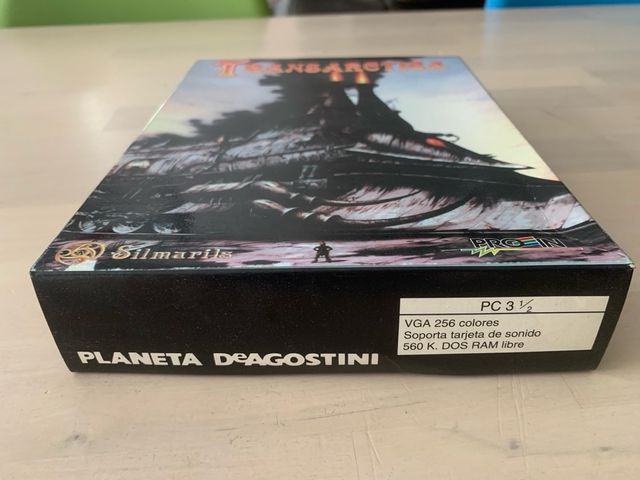 TRANSARCTICA
Silmarils
PROEIN
PLANETA DeAGOSTINI
PC 3 ½
VGA 256 colores
Soporta tarjeta de sonido
560 K. DOS RAM libre